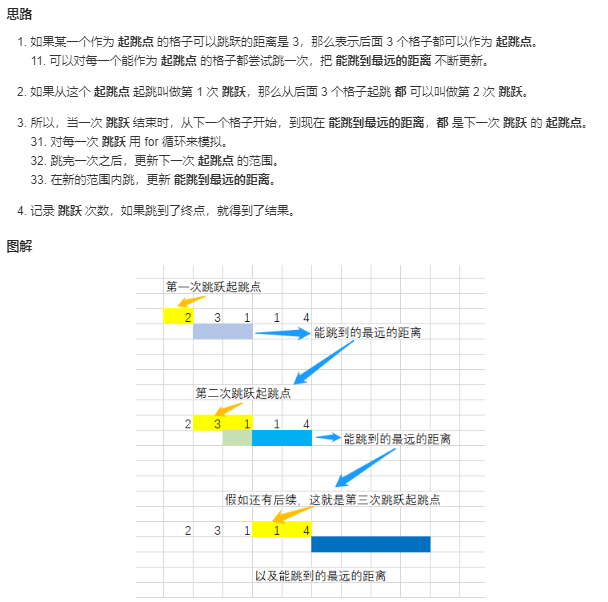 思路
1. 如果某一个作为 起跳点 的格子可以跳跃的距离是 3，那么表示后面 3 个格子都可以作为 起跳点。
11. 可以对每一个能作为 起跳点 的格子都尝试跳一次，把 能跳到最远的距离 不断更新。
2. 如果从这个 起跳点 起跳叫做第 1 次 跳跃，那么从后面 3 个格子起跳 都 可以叫做第 2 次 跳跃。
3. 所以，当一次 跳跃 结束时，从下一个格子开始，到现在 能跳到最远的距离，都 是下一次 跳跃 的 起跳点。
31. 对每一次 跳跃 用 for 循环来模拟。
32. 跳完一次之后，更新下一次 起跳点 的范围。
33. 在新的范围内跳，更新 能跳到最远的距离。
4. 记录 跳跃 次数，如果跳到了终点，就得到了结果。
图解
第一次跳跃起跳点
2 3 1 1 4
能跳到的最远的距离
第二次跳跃起跳点
2 3 1 1 4
能跳到的最远的距离
假如还有后续，这就是第三次跳跃起跳点
2 3 1 1 4
以及能跳到的最远的距离